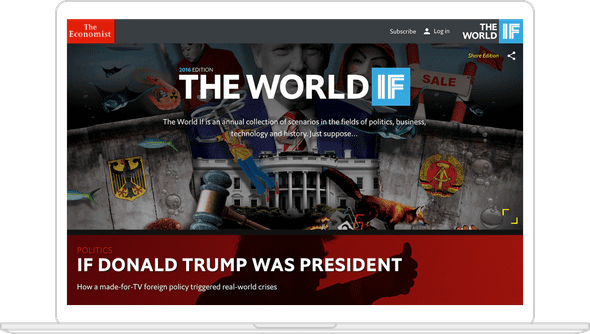 The
Economist
Subscribe
Log in
THE
WORLD IF
Share Edition
2016 EDITION
THE WORLD IF
The World If is an annual collection of scenarios in the fields of politics, business,
technology and history. Just suppose...
SALE
POLITICS
IF DONALD TRUMP WAS PRESIDENT
How a made-for-TV foreign policy triggered real-world crises